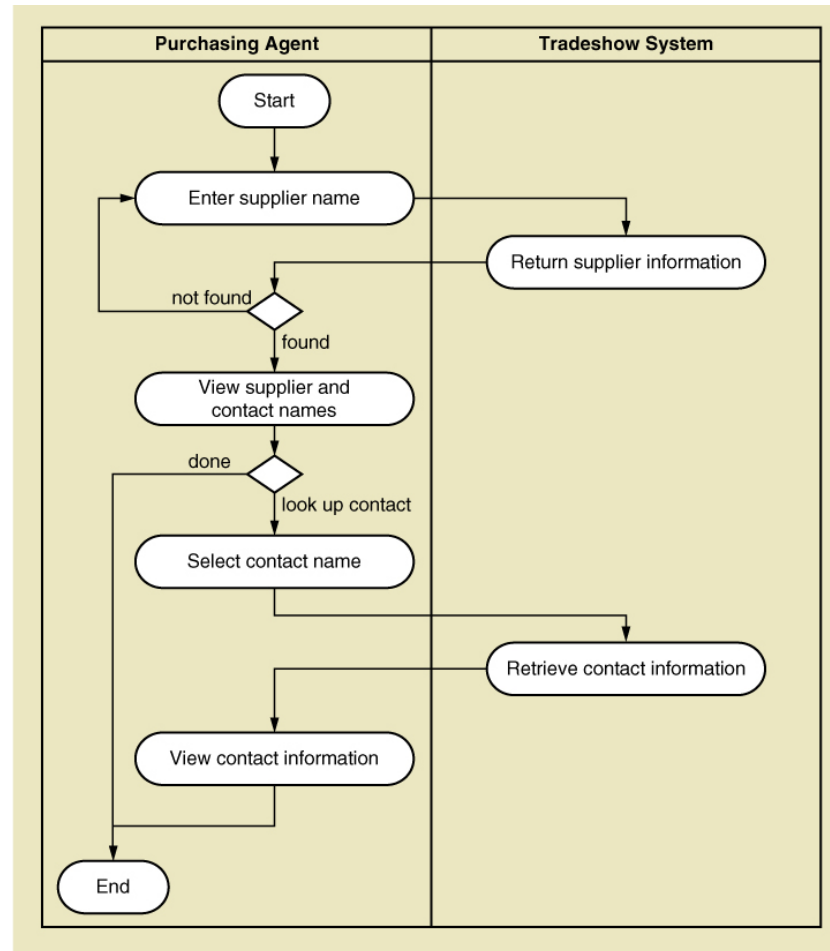 Purchasing Agent
Tradeshow System
Start
Enter supplier name
Return supplier information
not found
found
View supplier and
contact names
done
look up contact
Select contact name
Retrieve contact information
View contact information
End